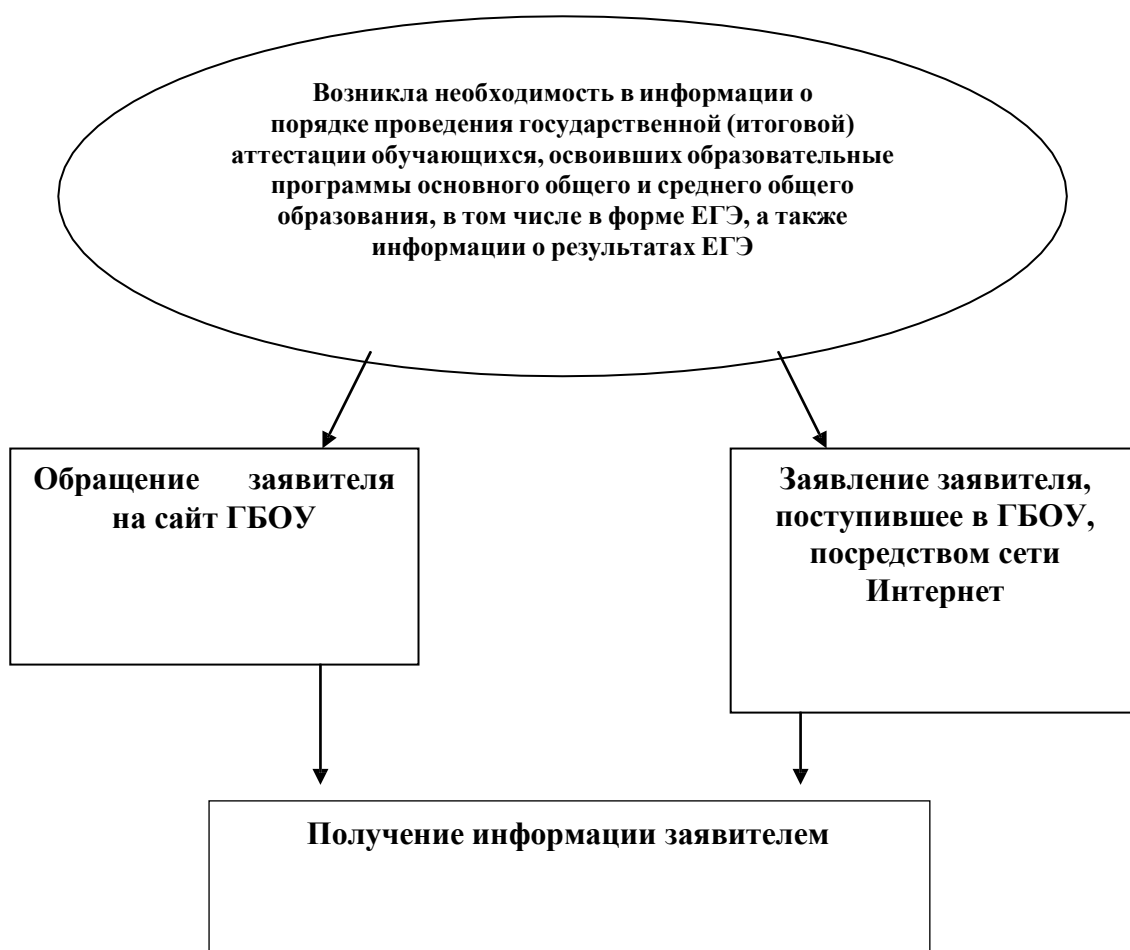 Возникла необходимость в информации о
порядке проведения государственной (итоговой)
аттестации обучающихся, освоивших образовательные
программы основного общего и среднего общего
образования, в том числе в форме ЕГЭ, а также
информации о результатах ЕГЭ
Обращение заявителя
на сайт ГБОУ
Заявление заявителя,
поступившее в ГБОУ,
посредством сети
Интернет
Получение информации заявителем